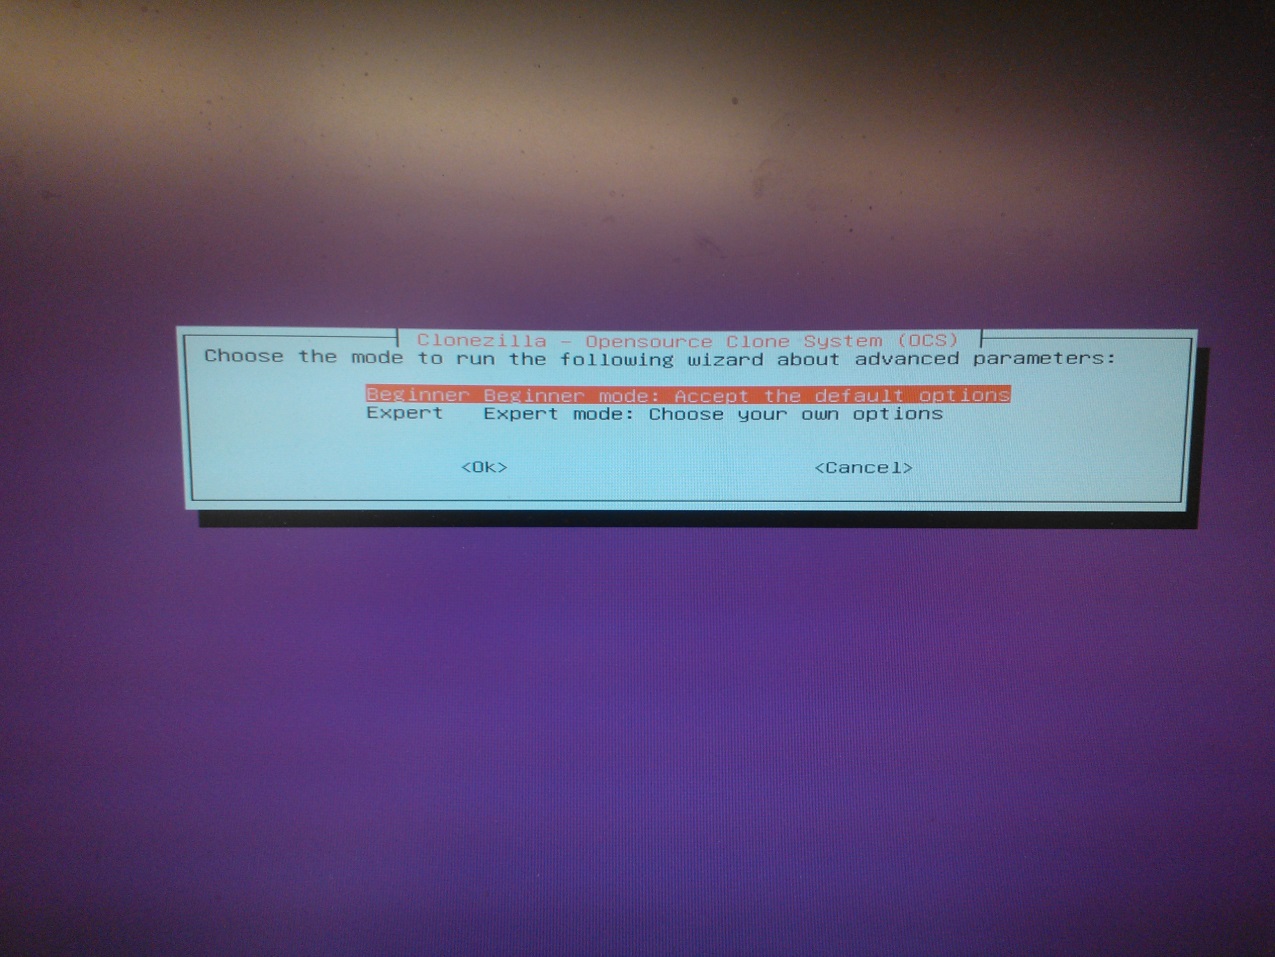 Clonezilla - Opensource Clone System (OCS)
Choose the mode to run the following wizard about advanced parameters:
Beginner Beginner mode: Accept the default options
Expert Expert mode: Choose your own options
<Ok> <Cancel>